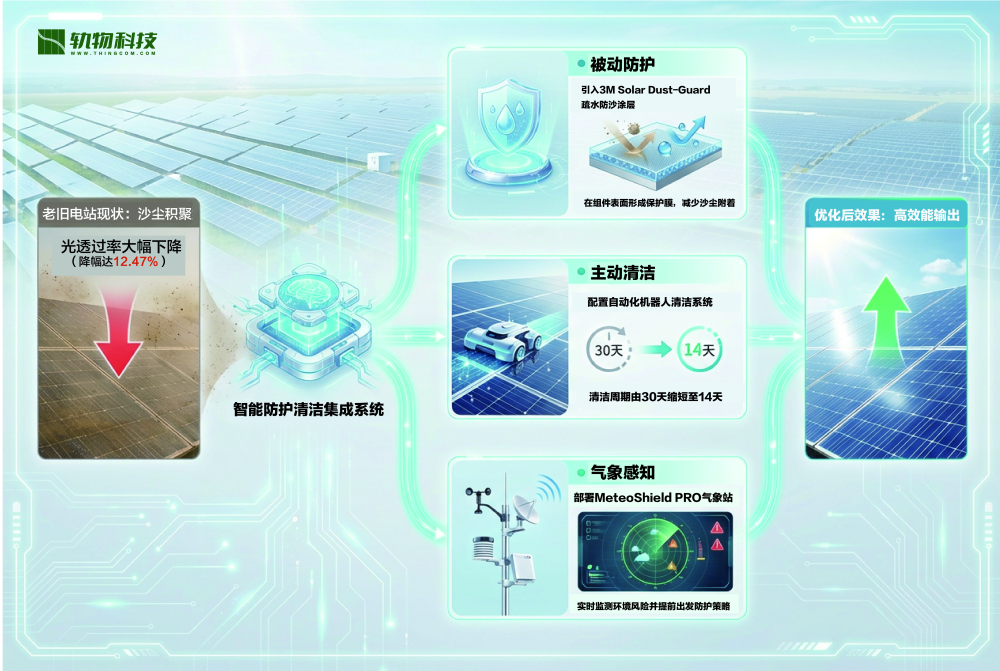 轨物科技
WWW.THINGCOM.COM
老旧电站现状：沙尘积聚
光透过率大幅下降
（降幅达12.47%）
智能防护清洁集成系统
被动防护
引入3M Solar Dust-Guard
疏水防沙涂层
在组件表面形成保护膜，减少沙尘附着
主动清洁
配置自动化机器人清洁系统
30天
14天
清洁周期由30天缩短至14天
气象感知
部署MeteoShield PRO气象站
实时监测环境风险并提前出发防护策略
优化后效果：高效能输出